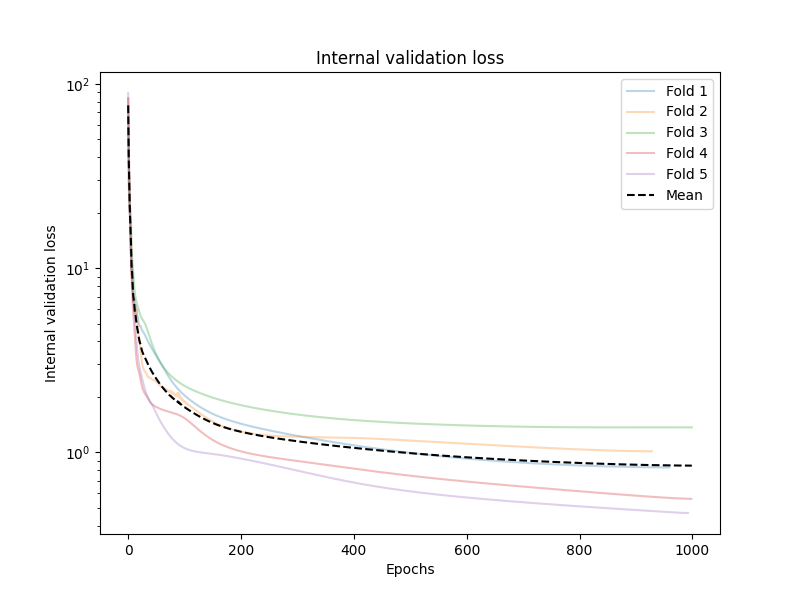 Internal validation loss
10²
10¹
10⁰
Internal validation loss
0
200
400
600
800
1000
Epochs
Fold 1
Fold 2
Fold 3
Fold 4
Fold 5
Mean